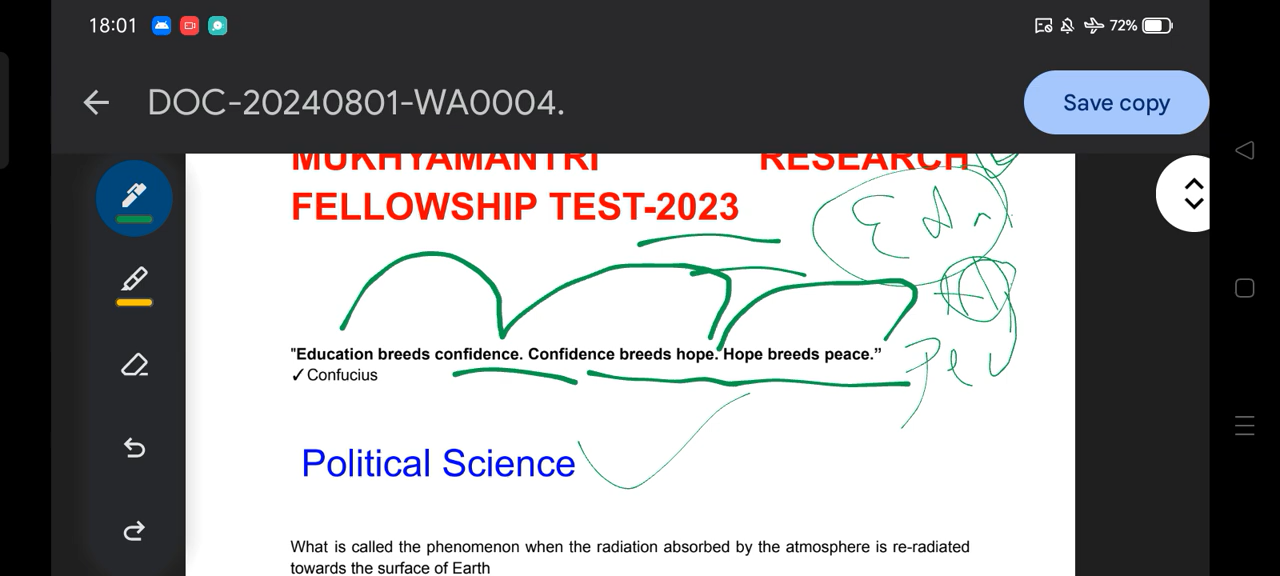 18:01
72%
DOC-20240801-WA0004.
Save copy
MUKHYAMANTRI RESEARCH
FELLOWSHIP TEST-2023
"Education breeds confidence. Confidence breeds hope. Hope breeds peace.”
✓ Confucius
Political Science
What is called the phenomenon when the radiation absorbed by the atmosphere is re-radiated
towards the surface of Earth